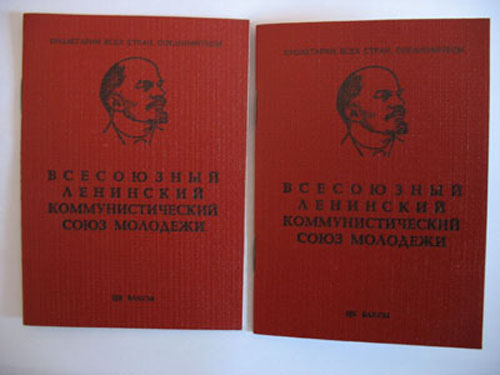 ПРОЛЕТАРИИ ВСЕХ СТРАН, СОЕДИНЯЙТЕСЬ!
ВСЕСОЮЗНЫЙ
ЛЕНИНСКИЙ
КОММУНИСТИЧЕСКИЙ
СОЮЗ МОЛОДЕЖИ
ЦК ВЛКСМ
ПРОЛЕТАРИИ ВСЕХ СТРАН, СОЕДИНЯЙТЕСЬ!
ВСЕСОЮЗНЫЙ
ЛЕНИНСКИЙ
КОММУНИСТИЧЕСКИЙ
СОЮЗ МОЛОДЕЖИ
ЦК ВЛКСМ